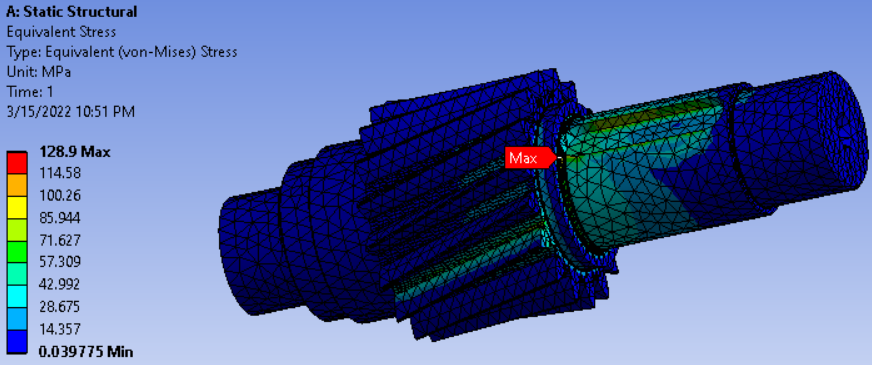 A: Static Structural
Equivalent Stress
Type: Equivalent (von-Mises) Stress
Unit: MPa
Time: 1
3/15/2022 10:51 PM
128.9 Max
114.58
100.26
85.944
71.627
57.309
42.992
28.675
14.357
0.039775 Min
Max